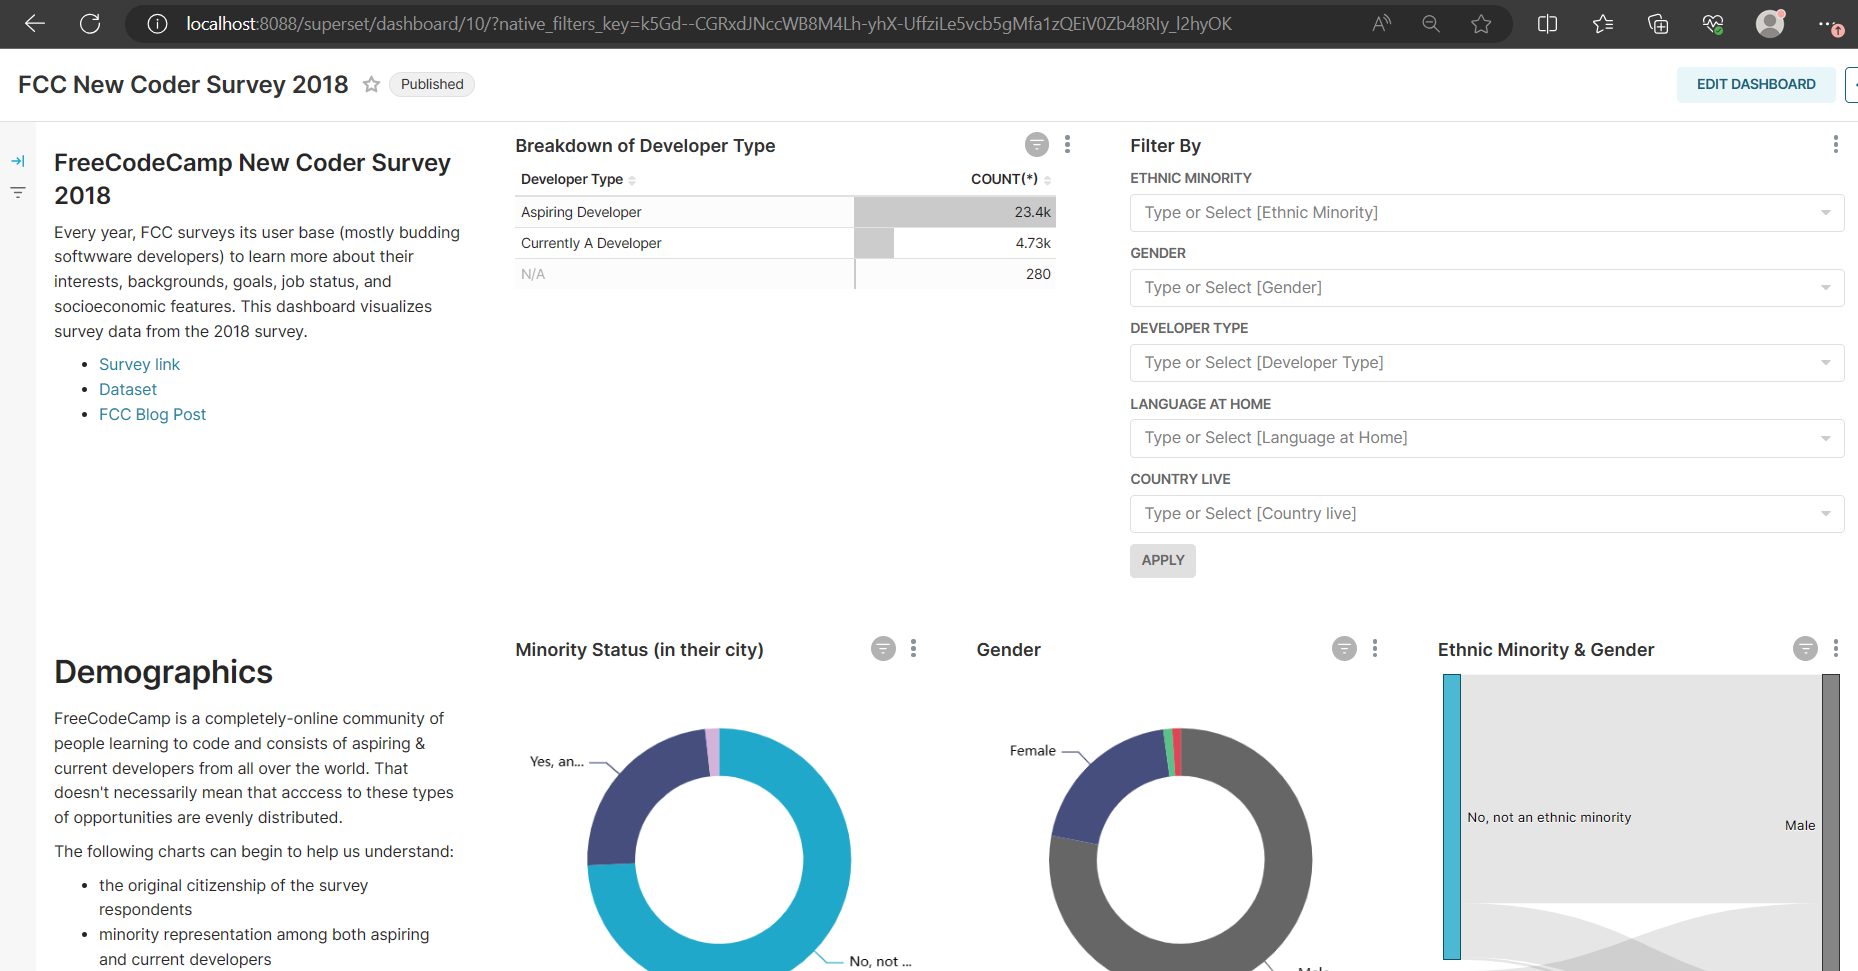 localhost:8088/superset/dashboard/10/?native_filters_key=k5Gd--CGRxdJNccWB8M4Lh-yhX-UffziLe5vcb5gMfa1zQEiV0Zb48RIy_l2hyOK
FCC New Coder Survey 2018
Published
EDIT DASHBOARD
FreeCodeCamp New Coder Survey
2018
Every year, FCC surveys its user base (mostly budding
softwware developers) to learn more about their
interests, backgrounds, goals, job status, and
socioeconomic features. This dashboard visualizes
survey data from the 2018 survey.
• Survey link
• Dataset
• FCC Blog Post
Breakdown of Developer Type
Developer Type COUNT(*)
Aspiring Developer 23.4k
Currently A Developer 4.73k
N/A 280
Filter By
ETHNIC MINORITY
Type or Select [Ethnic Minority]
GENDER
Type or Select [Gender]
DEVELOPER TYPE
Type or Select [Developer Type]
LANGUAGE AT HOME
Type or Select [Language at Home]
COUNTRY LIVE
Type or Select [Country live]
APPLY
Demographics
FreeCodeCamp is a completely-online community of
people learning to code and consists of aspiring &
current developers from all over the world. That
doesn't necessarily mean that acccess to these types
of opportunities are evenly distributed.
The following charts can begin to help us understand:
• the original citizenship of the survey
respondents
• minority representation among both aspiring
and current developers
Minority Status (in their city)
Yes, an...
No, not ...
Gender
Female
Male
Ethnic Minority & Gender
No, not an ethnic minority
Male